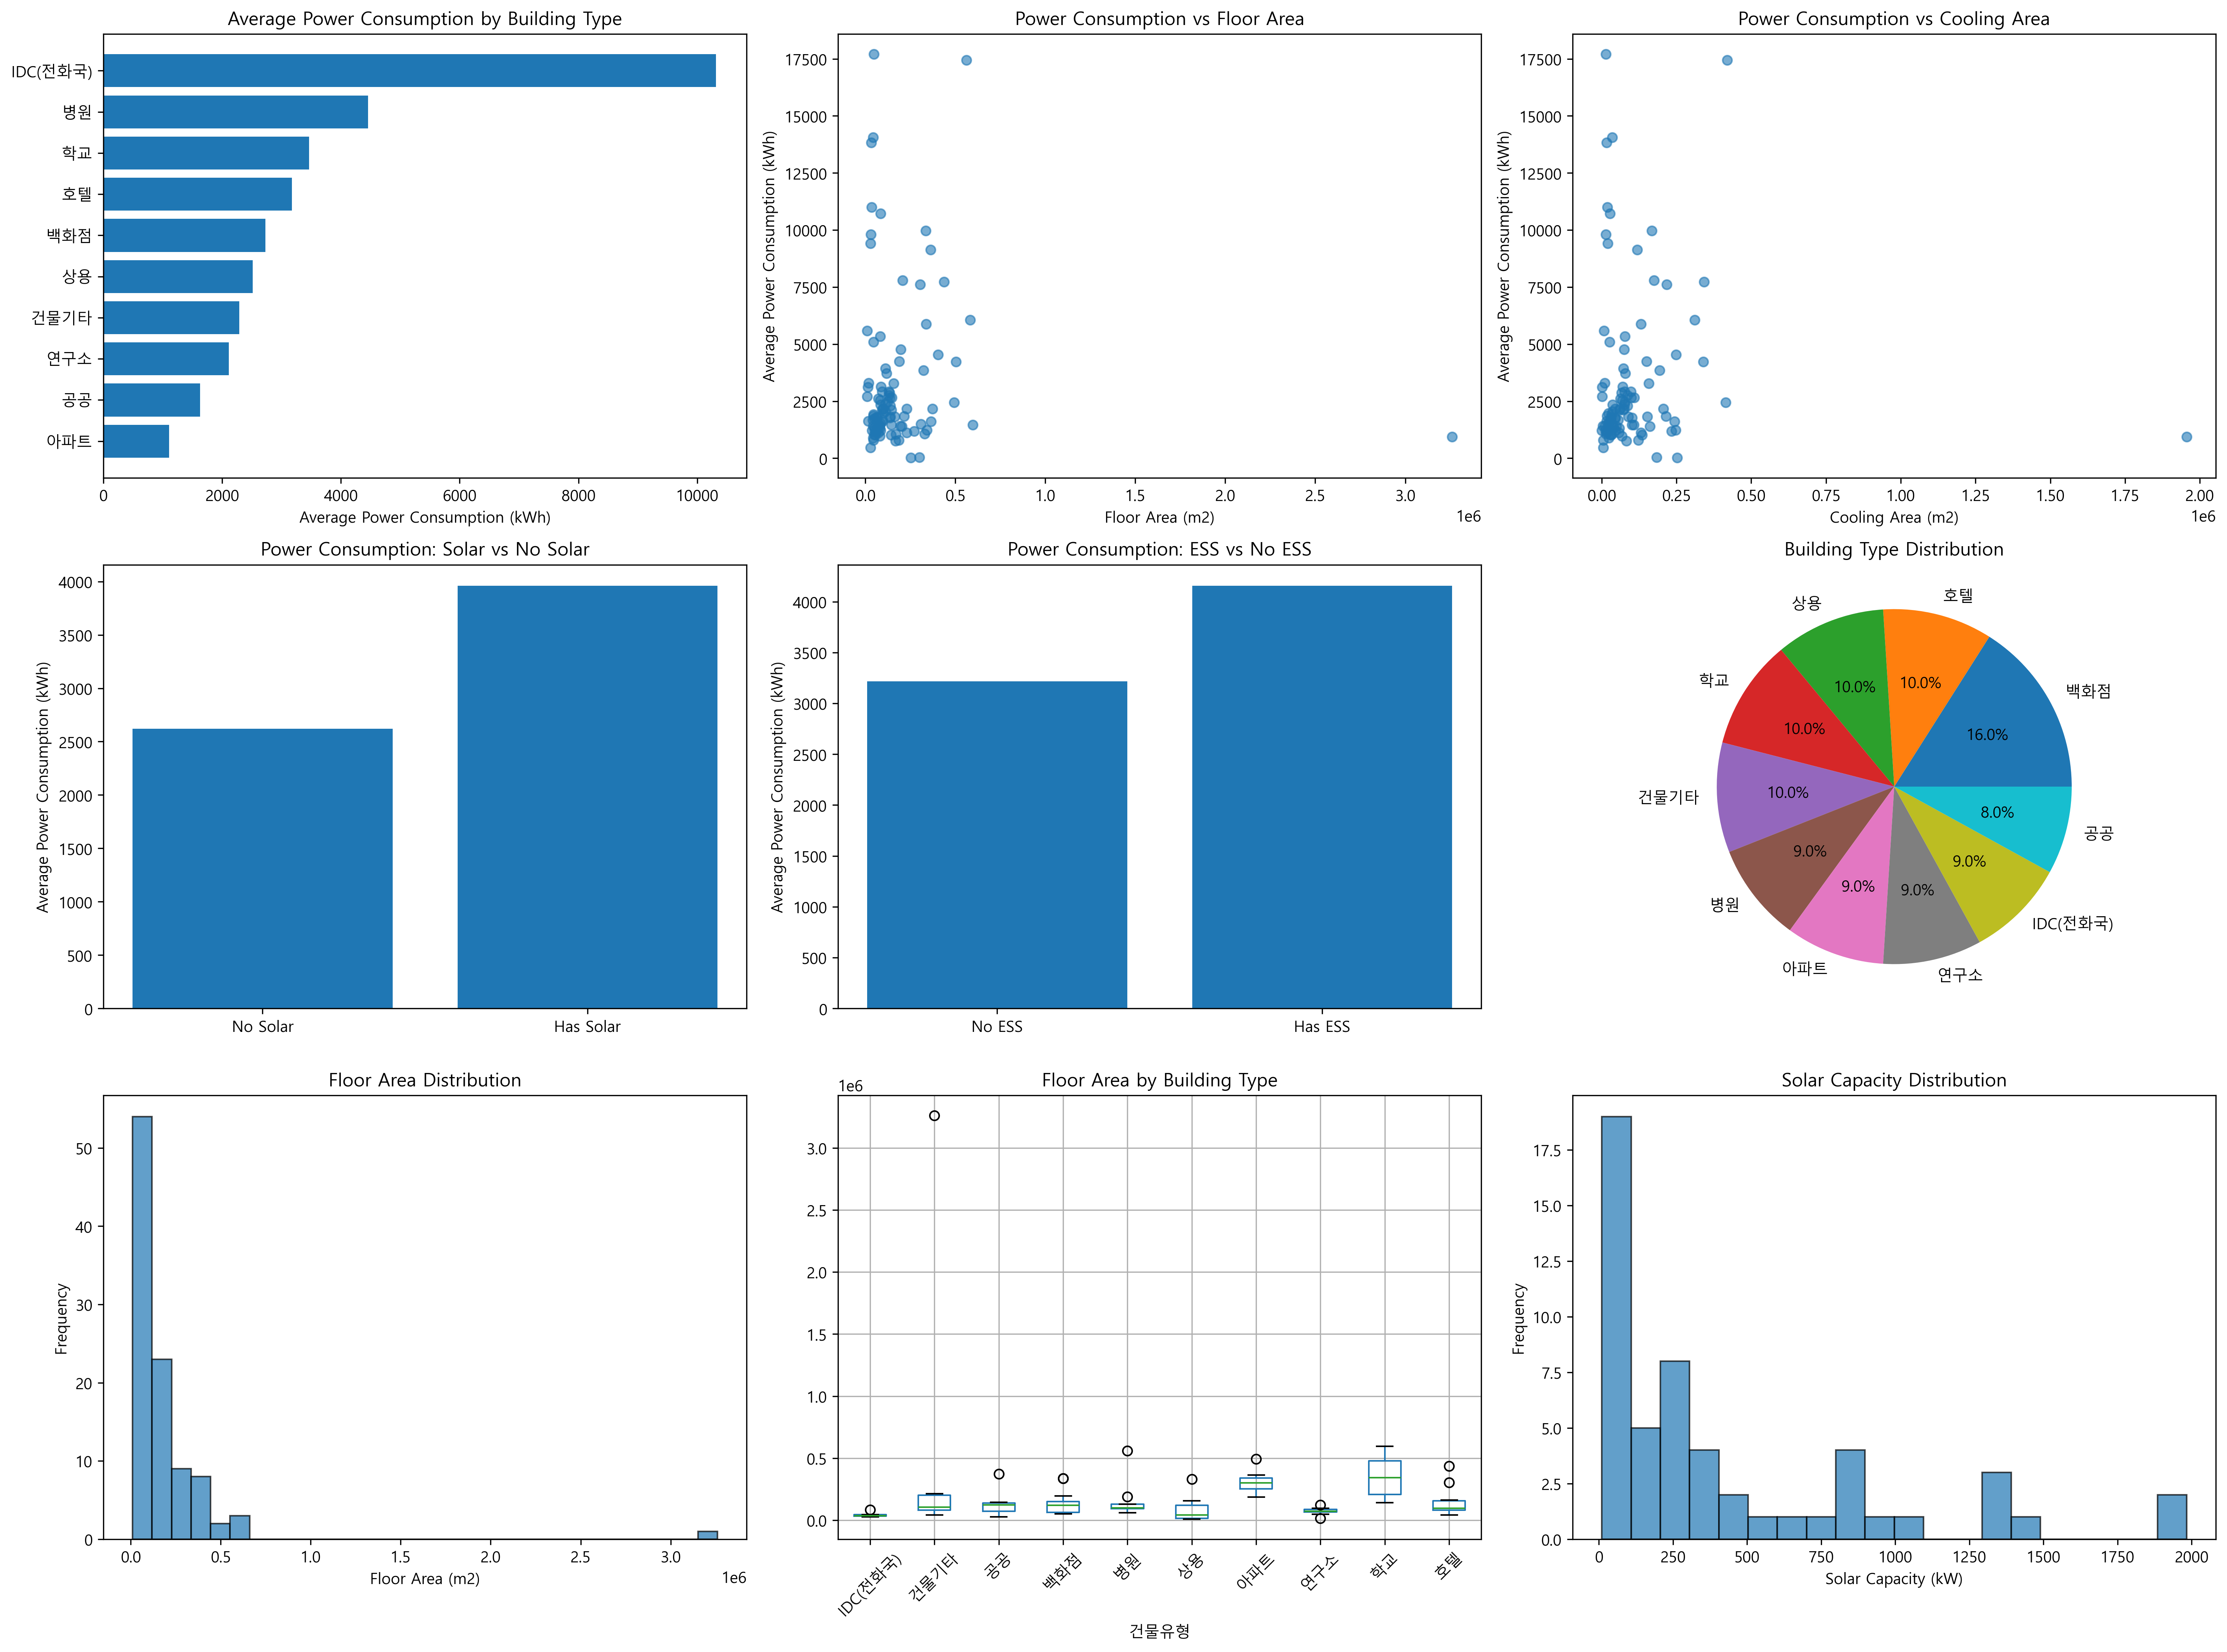 Average Power Consumption by Building Type
IDC(전화국)
병원
학교
호텔
백화점
상용
건물기타
연구소
공공
아파트
0 2000 4000 6000 8000 10000
Average Power Consumption (kWh)
Power Consumption vs Floor Area
Average Power Consumption (kWh)
17500
15000
12500
10000
7500
5000
2500
0
0.0 0.5 1.0 1.5 2.0 2.5 3.0
1e6
Floor Area (m2)
Power Consumption vs Cooling Area
Average Power Consumption (kWh)
17500
15000
12500
10000
7500
5000
2500
0
0.00 0.25 0.50 0.75 1.00 1.25 1.50 1.75 2.00
1e6
Cooling Area (m2)
Power Consumption: Solar vs No Solar
Average Power Consumption (kWh)
4000
3500
3000
2500
2000
1500
1000
500
0
No Solar Has Solar
Power Consumption: ESS vs No ESS
Average Power Consumption (kWh)
4000
3500
3000
2500
2000
1500
1000
500
0
No ESS Has ESS
Building Type Distribution
백화점
16.0%
호텔
10.0%
상용
10.0%
학교
10.0%
건물기타
10.0%
병원
9.0%
아파트
9.0%
연구소
9.0%
IDC(전화국)
9.0%
공공
8.0%
Floor Area Distribution
Frequency
50
40
30
20
10
0
0.0 0.5 1.0 1.5 2.0 2.5 3.0
1e6
Floor Area (m2)
Floor Area by Building Type
1e6
3.0
2.5
2.0
1.5
1.0
0.5
0.0
IDC(전화국) 건물기타 공공 백화점 병원 상용 아파트 연구소 학교 호텔
건물유형
Solar Capacity Distribution
Frequency
17.5
15.0
12.5
10.0
7.5
5.0
2.5
0.0
0 250 500 750 1000 1250 1500 1750 2000
Solar Capacity (kW)